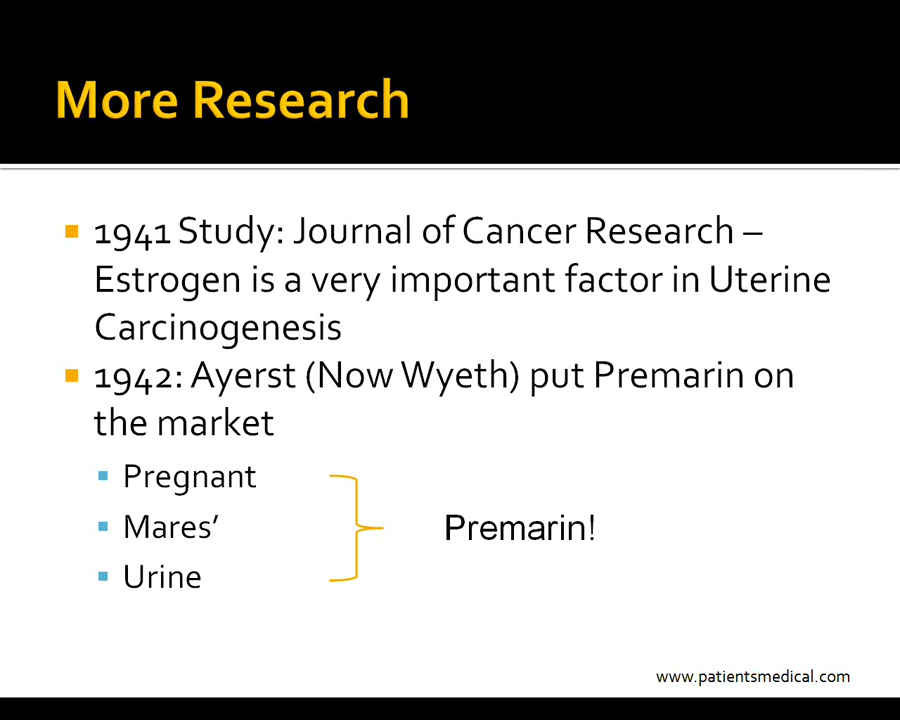 More Research
1941 Study: Journal of Cancer Research –
Estrogen is a very important factor in Uterine
Carcinogenesis
1942: Ayerst (Now Wyeth) put Premarin on
the market
Pregnant
Mares’
Urine
Premarin!
www.patientsmedical.com